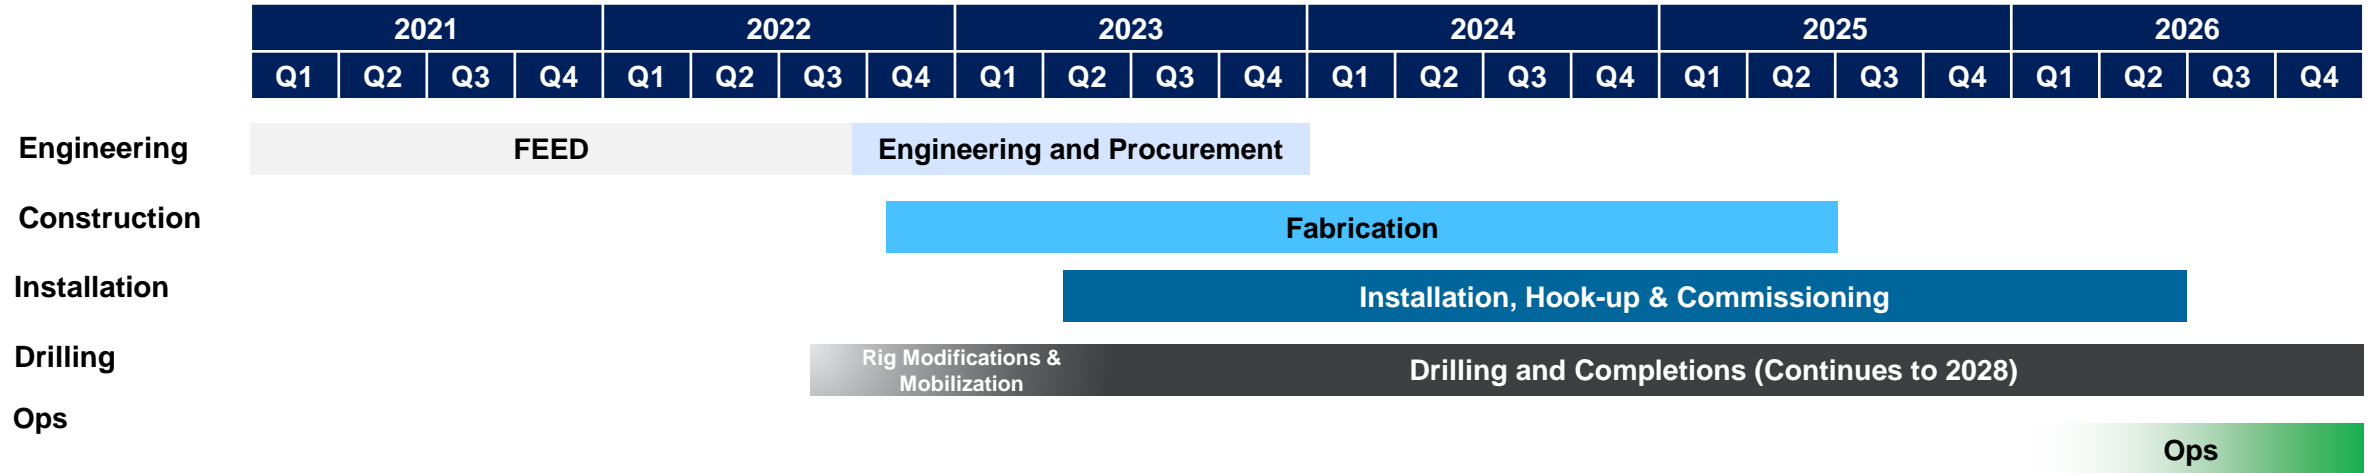 2021 2022 2023 2024 2025 2026
Q1 Q2 Q3 Q4 Q1 Q2 Q3 Q4 Q1 Q2 Q3 Q4 Q1 Q2 Q3 Q4 Q1 Q2 Q3 Q4 Q1 Q2 Q3 Q4
Engineering FEED Engineering and Procurement
Construction Fabrication
Installation Installation, Hook-up & Commissioning
Drilling Rig Modifications &
Mobilization Drilling and Completions (Continues to 2028)
Ops
Ops